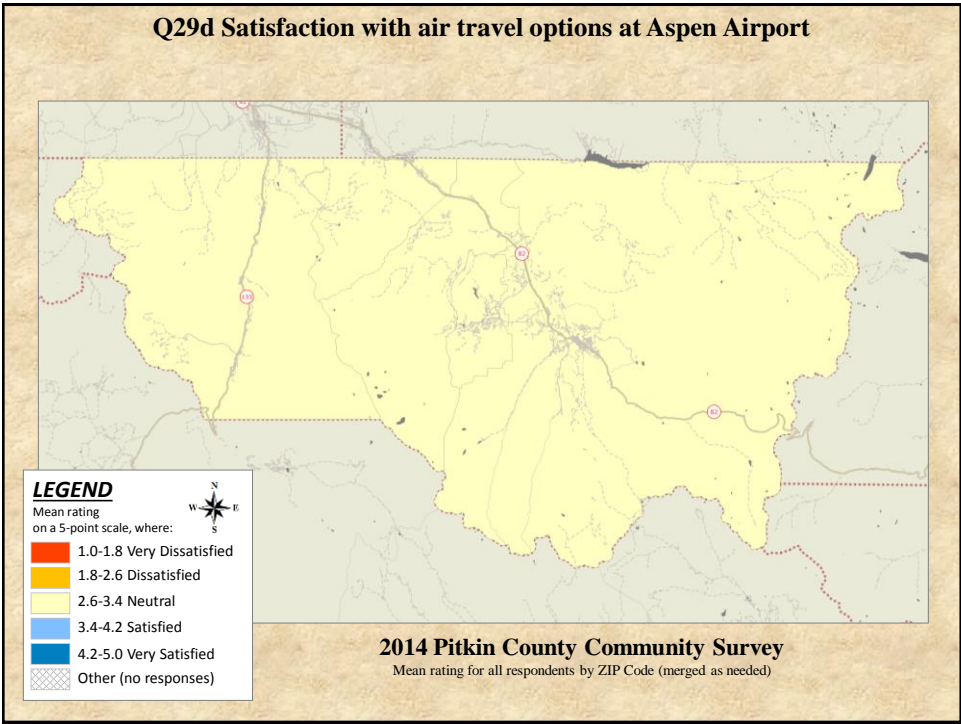 Q29d Satisfaction with air travel options at Aspen Airport
82
133
82
82
LEGEND
N
W E
S
Mean rating
on a 5-point scale, where:
1.0-1.8 Very Dissatisfied
1.8-2.6 Dissatisfied
2.6-3.4 Neutral
3.4-4.2 Satisfied
4.2-5.0 Very Satisfied
Other (no responses)
2014 Pitkin County Community Survey
Mean rating for all respondents by ZIP Code (merged as needed)